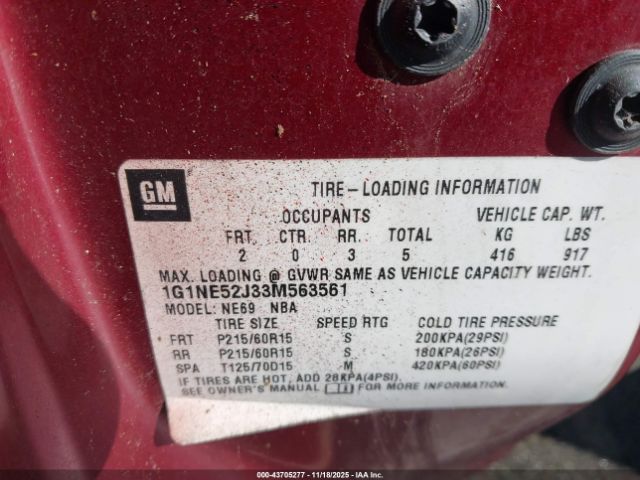 GM
TIRE-LOADING INFORMATION
OCCUPANTS VEHICLE CAP. WT.
FRT. CTR. RR. TOTAL KG LBS
2 0 3 5 416 917
MAX. LOADING @ GVWR SAME AS VEHICLE CAPACITY WEIGHT.
1G1NE52J33M563561
MODEL: NE69 NBA
TIRE SIZE SPEED RTG COLD TIRE PRESSURE
FRT P215/60R15 S 200KPA(29PSI)
RR P215/60R15 S 180KPA(26PSI)
SPA T125/70D15 M 420KPA(60PSI)
IF TIRES ARE HOT, ADD 28KPA(4PSI).
SEE OWNER'S MANUAL FOR MORE INFORMATION.
© - 000-43705277 - 11/18/2025 - IAAI.COM